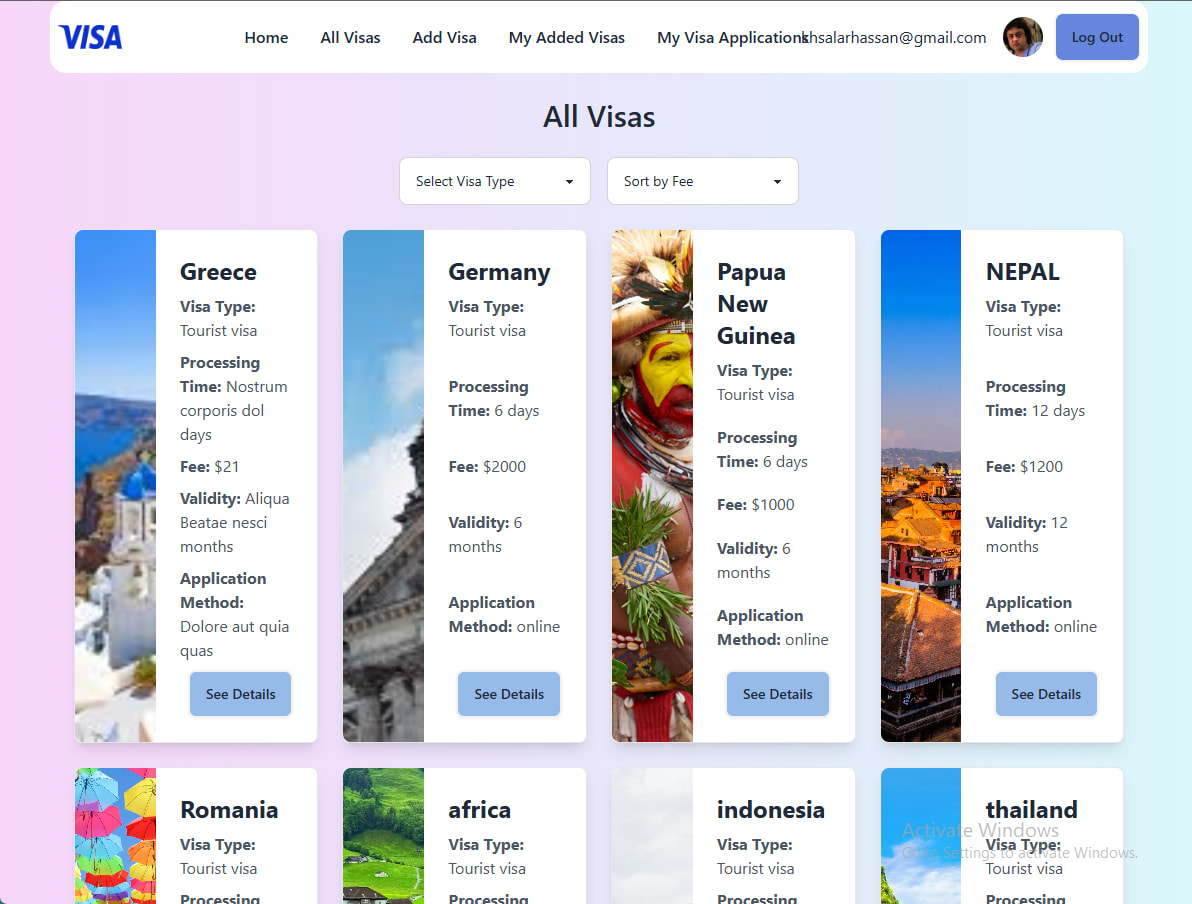 VISA
Home
All Visas
Add Visa
My Added Visas
My Visa Applications
khsalarhassan@gmail.com
Log Out
All Visas
Select Visa Type
Sort by Fee
Greece
Visa Type:
Tourist visa
Processing
Time: Nostrum
corporis dol
days
Fee: $21
Validity: Aliqua
Beatae nesci
months
Application
Method:
Dolore aut quia
quas
See Details
Germany
Visa Type:
Tourist visa
Processing
Time: 6 days
Fee: $2000
Validity: 6
months
Application
Method: online
See Details
Papua
New
Guinea
Visa Type:
Tourist visa
Processing
Time: 6 days
Fee: $1000
Validity: 6
months
Application
Method: online
See Details
NEPAL
Visa Type:
Tourist visa
Processing
Time: 12 days
Fee: $1200
Validity: 12
months
Application
Method: online
See Details
Romania
Visa Type:
Tourist visa
Processing
africa
Visa Type:
Tourist visa
Processing
indonesia
Visa Type:
Tourist visa
Processing
thailand
Visa Type:
Tourist visa
Processing
Activate Windows
Go to Settings to activate Windows.